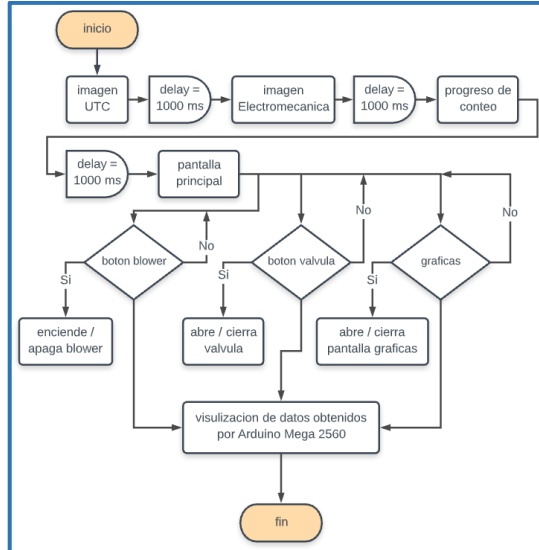 inicio
imagen
UTC
delay =
1000 ms
imagen
Electromecanica
delay =
1000 ms
progreso de
conteo
delay =
1000 ms
pantalla
principal
No
No
No
boton blower
boton valvula
graficas
Si
Si
Si
enciende /
apaga blower
abre / cierra
valvula
abre / cierra
pantalla graficas
visulizacion de datos obtenidos
por Arduino Mega 2560
fin